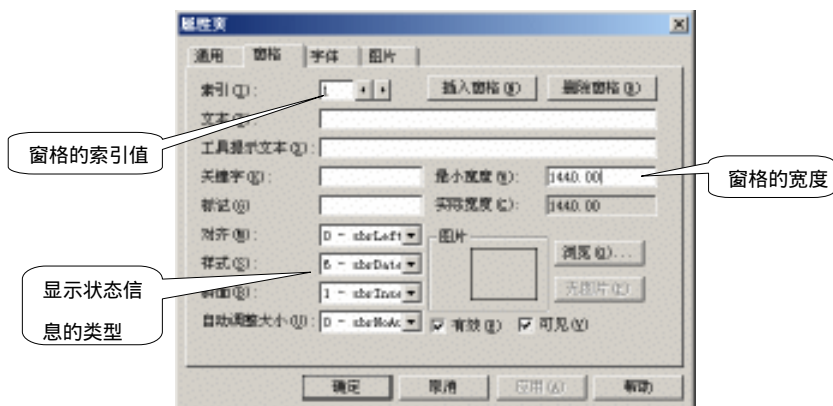 属性页
通用 窗格 字体 图片
索引(I): 1 插入窗格(N) 删除窗格(R)
文本(T):
工具提示文本(X):
关键字(K): 最小宽度(M): 1440.00
标记(G) 实际宽度(C): 1440.00
对齐 0 - sbrLeft 图片 浏览
样式(S): 6 - sbrDate 无图片
斜面(B): 1 - sbrInse
自动调整大小(U): 0 - sbrNoAu 有效(E) 可见(V)
确定 取消 应用(A) 帮助
窗格的索引值
窗格的宽度
显示状态信
息的类型